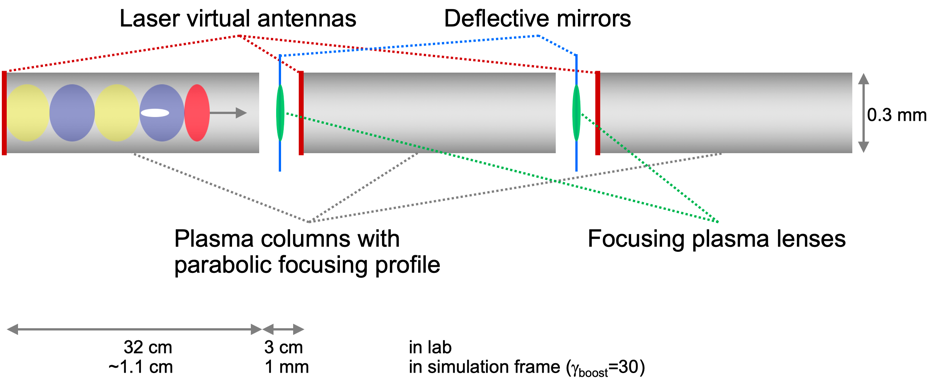 Laser virtual antennas
Deflective mirrors
0.3 mm
Plasma columns with
parabolic focusing profile
Focusing plasma lenses
32 cm 3 cm in lab
~1.1 cm 1 mm in simulation frame (γboost=30)